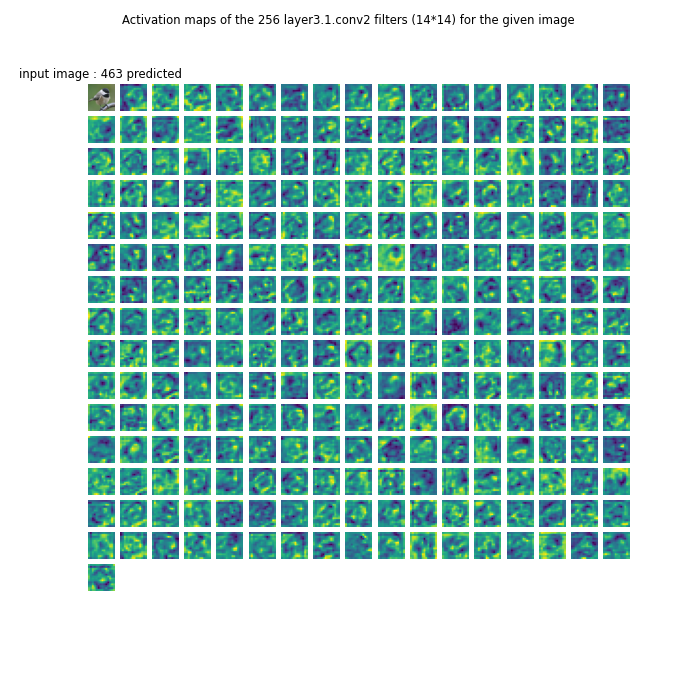 Activation maps of the 256 layer3.1.conv2 filters (14*14) for the given image
input image : 463 predicted